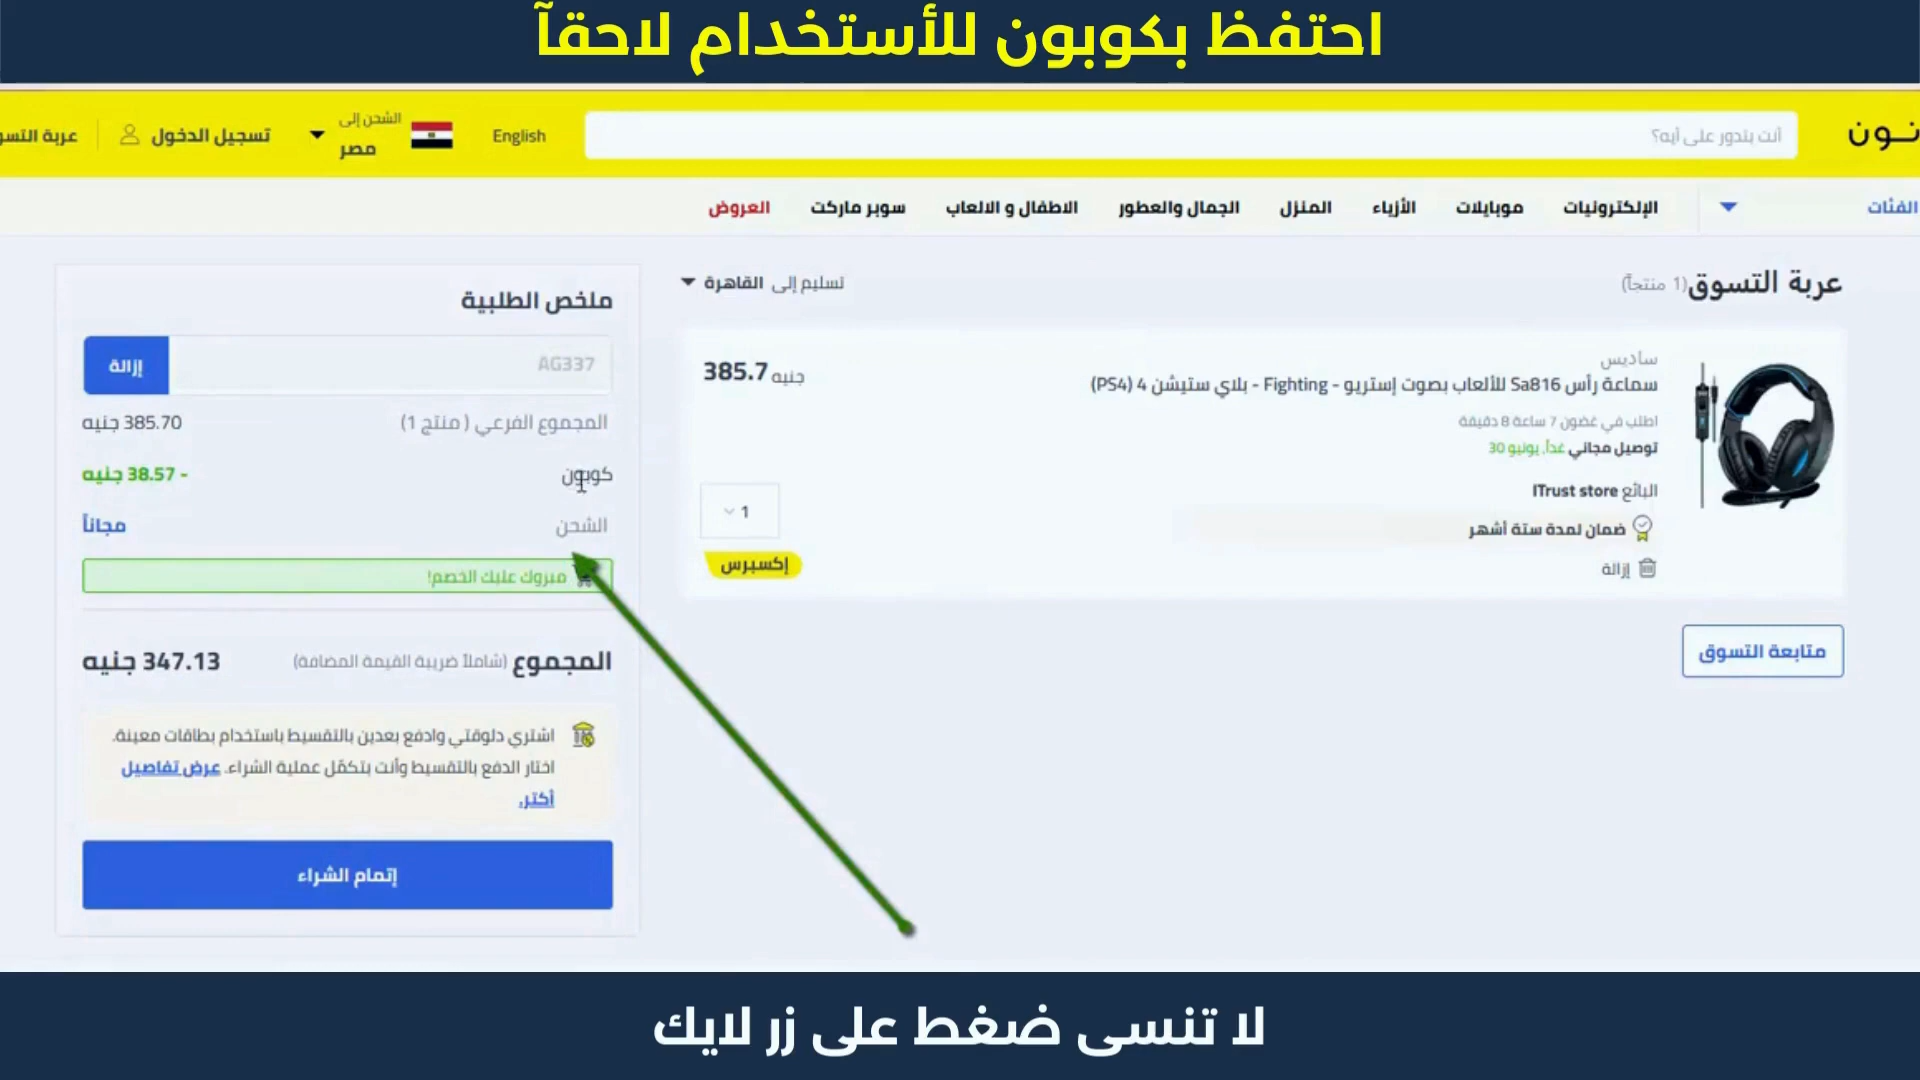 احتفظ بكوبون للأستخدام لاحقآ
نون
أنت بتدور على أيه؟
English
الشحن إلى
مصر
تسجيل الدخول
عربة التسو
الفئات
الإلكترونيات
موبايلات
الأزياء
المنزل
الجمال والعطور
الاطفال و الالعاب
سوبر ماركت
العروض
عربة التسوق (1 منتجاً)
تسليم إلى القاهرة
ساديس
سماعة رأس Sa816 للألعاب بصوت إستريو - Fighting - بلاي ستيشن 4 (PS4)
جنيه 385.7
اطلب في غضون 7 ساعة 8 دقيقة
توصيل مجاني غداً, يونيو 30
البائع ITrust store
ضمان لمدة ستة أشهر
إزالة
1
إكسبرس
متابعة التسوق
ملخص الطلبية
AG337
إزالة
المجموع الفرعي ( منتج 1)
385.70 جنيه
كوبون
- 38.57 جنيه
الشحن
مجاناً
مبروك عليك الخصم!
المجموع (شاملاً ضريبة القيمة المضافة)
347.13 جنيه
اشتري دلوقتي وادفع بعدين بالتقسيط باستخدام بطاقات معينة.
اختار الدفع بالتقسيط وأنت بتكمّل عملية الشراء. عرض تفاصيل
أكتر.
إتمام الشراء
لا تنسى ضغط على زر لايك